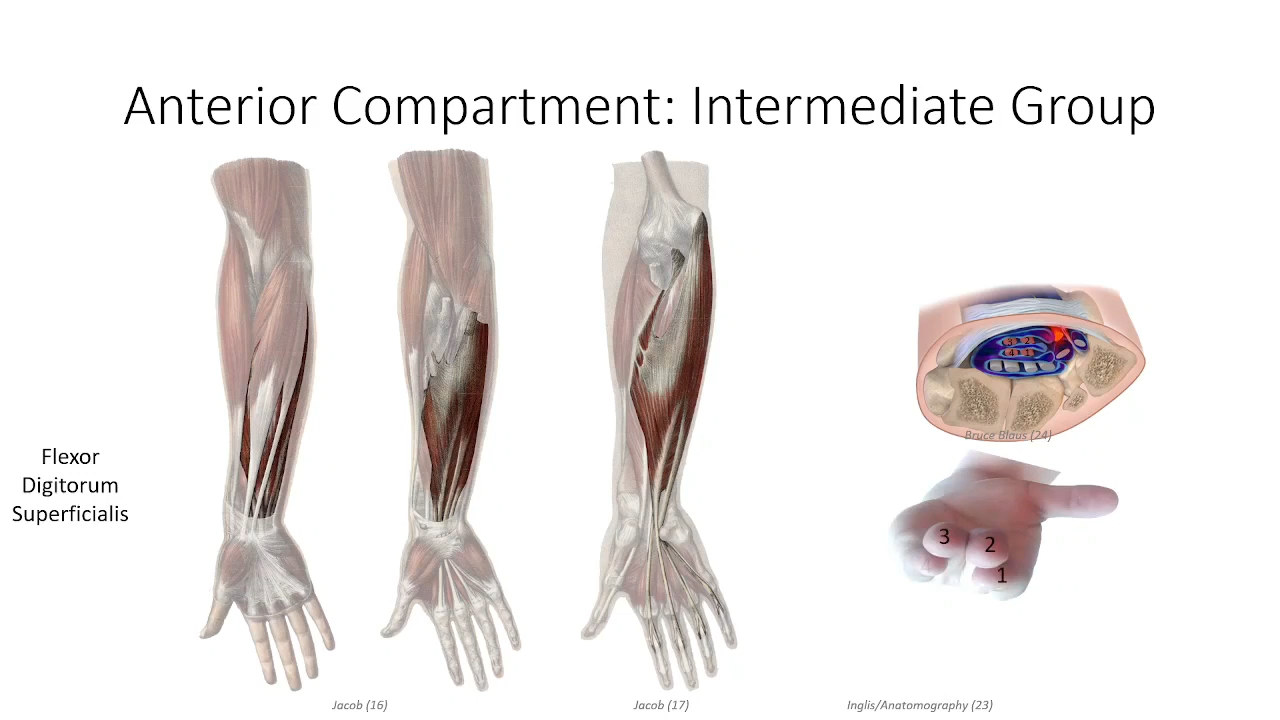 Anterior Compartment: Intermediate Group
Flexor
Digitorum
Superficialis
Bruce Blaus (24)
3
2
1
Jacob (16)
Jacob (17)
Inglis/Anatomography (23)